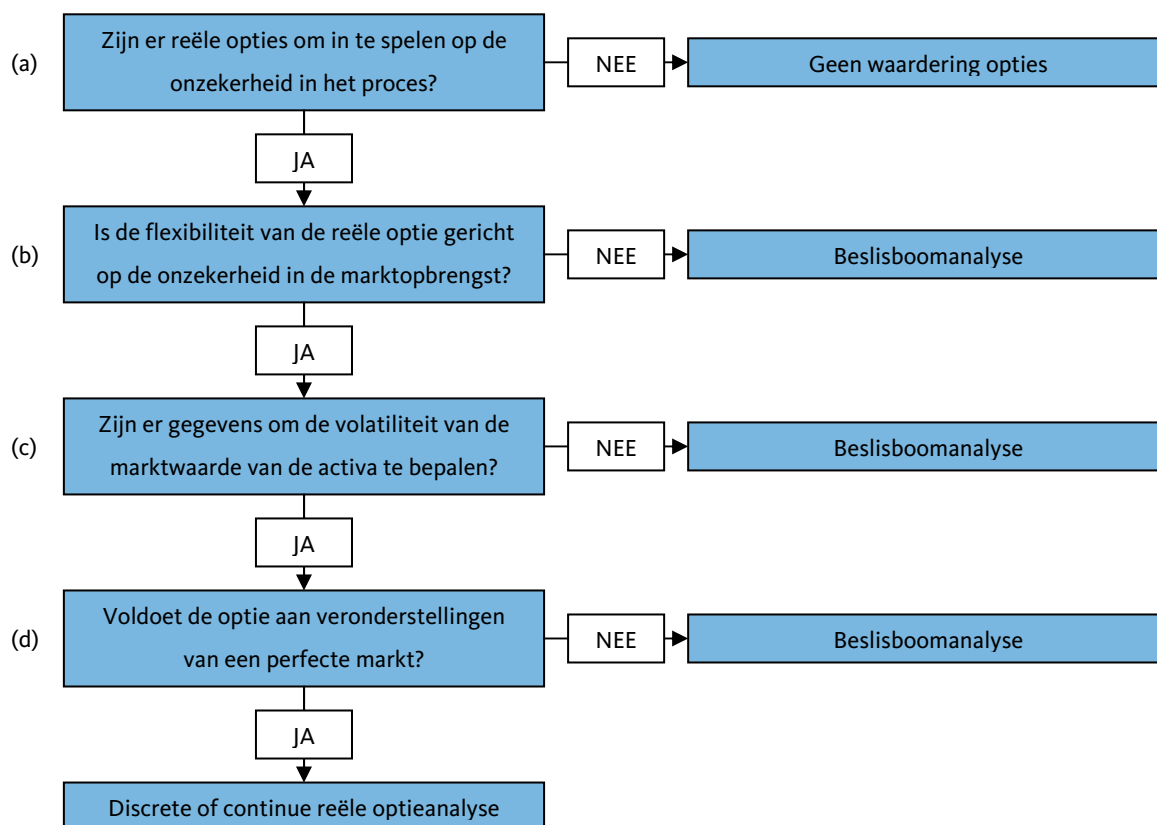 (a)
Zijn er reële opties om in te spelen op de
onzekerheid in het proces?
NEE
Geen waardering opties
JA
(b)
Is de flexibiliteit van de reële optie gericht
op de onzekerheid in de marktopbrengst?
NEE
Beslisboomanalyse
JA
(c)
Zijn er gegevens om de volatiliteit van de
marktwaarde van de activa te bepalen?
NEE
Beslisboomanalyse
JA
(d)
Voldoet de optie aan veronderstellingen
van een perfecte markt?
NEE
Beslisboomanalyse
JA
Discrete of continue reële optieanalyse